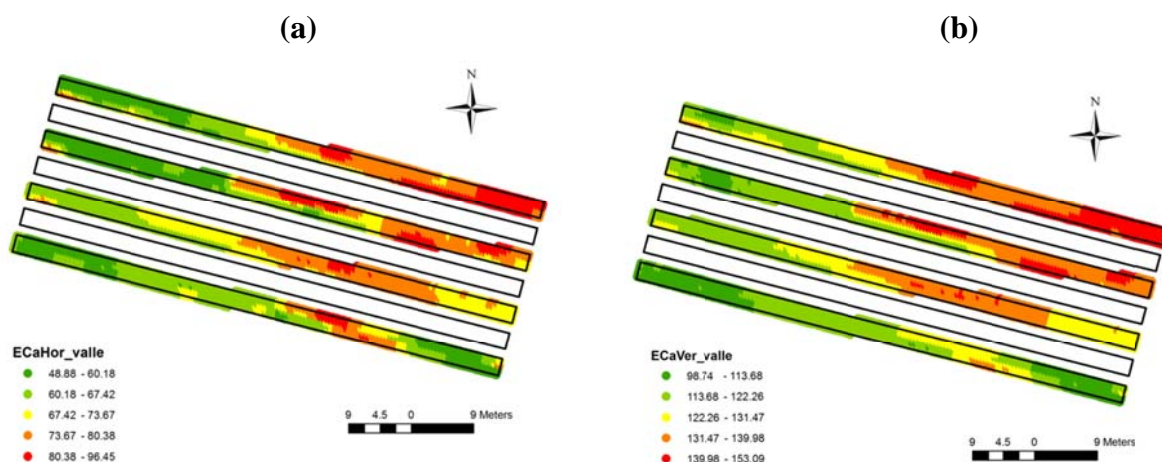 (a)
N
ECaHor_valle
48.88 - 60.18
60.18 - 67.42
67.42 - 73.67
73.67 - 80.38
80.38 - 96.45
9 4.5 0 9 Meters
(b)
N
ECaVer_valle
98.74 - 113.68
113.68 - 122.26
122.26 - 131.47
131.47 - 139.98
139.98 - 153.09
9 4.5 0 9 Meters